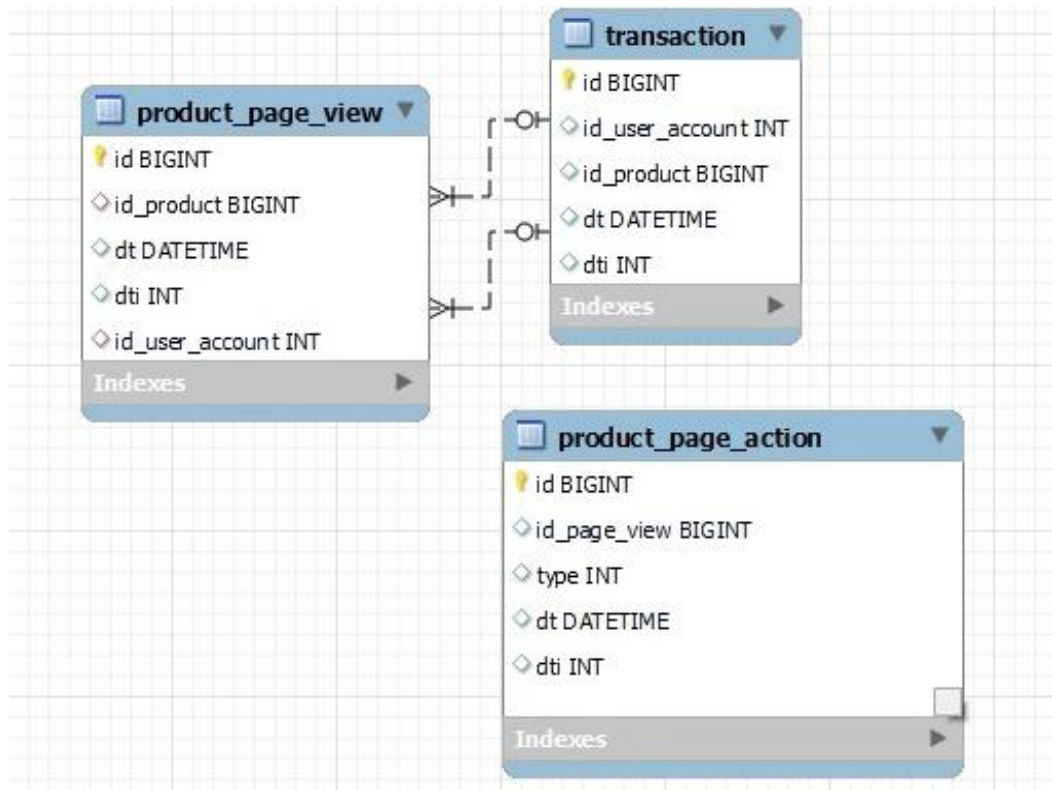 product_page_view
id BIGINT
id_product BIGINT
dt DATETIME
dti INT
id_user_account INT
Indexes
transaction
id BIGINT
id_user_account INT
id_product BIGINT
dt DATETIME
dti INT
Indexes
product_page_action
id BIGINT
id_page_view BIGINT
type INT
dt DATETIME
dti INT
Indexes